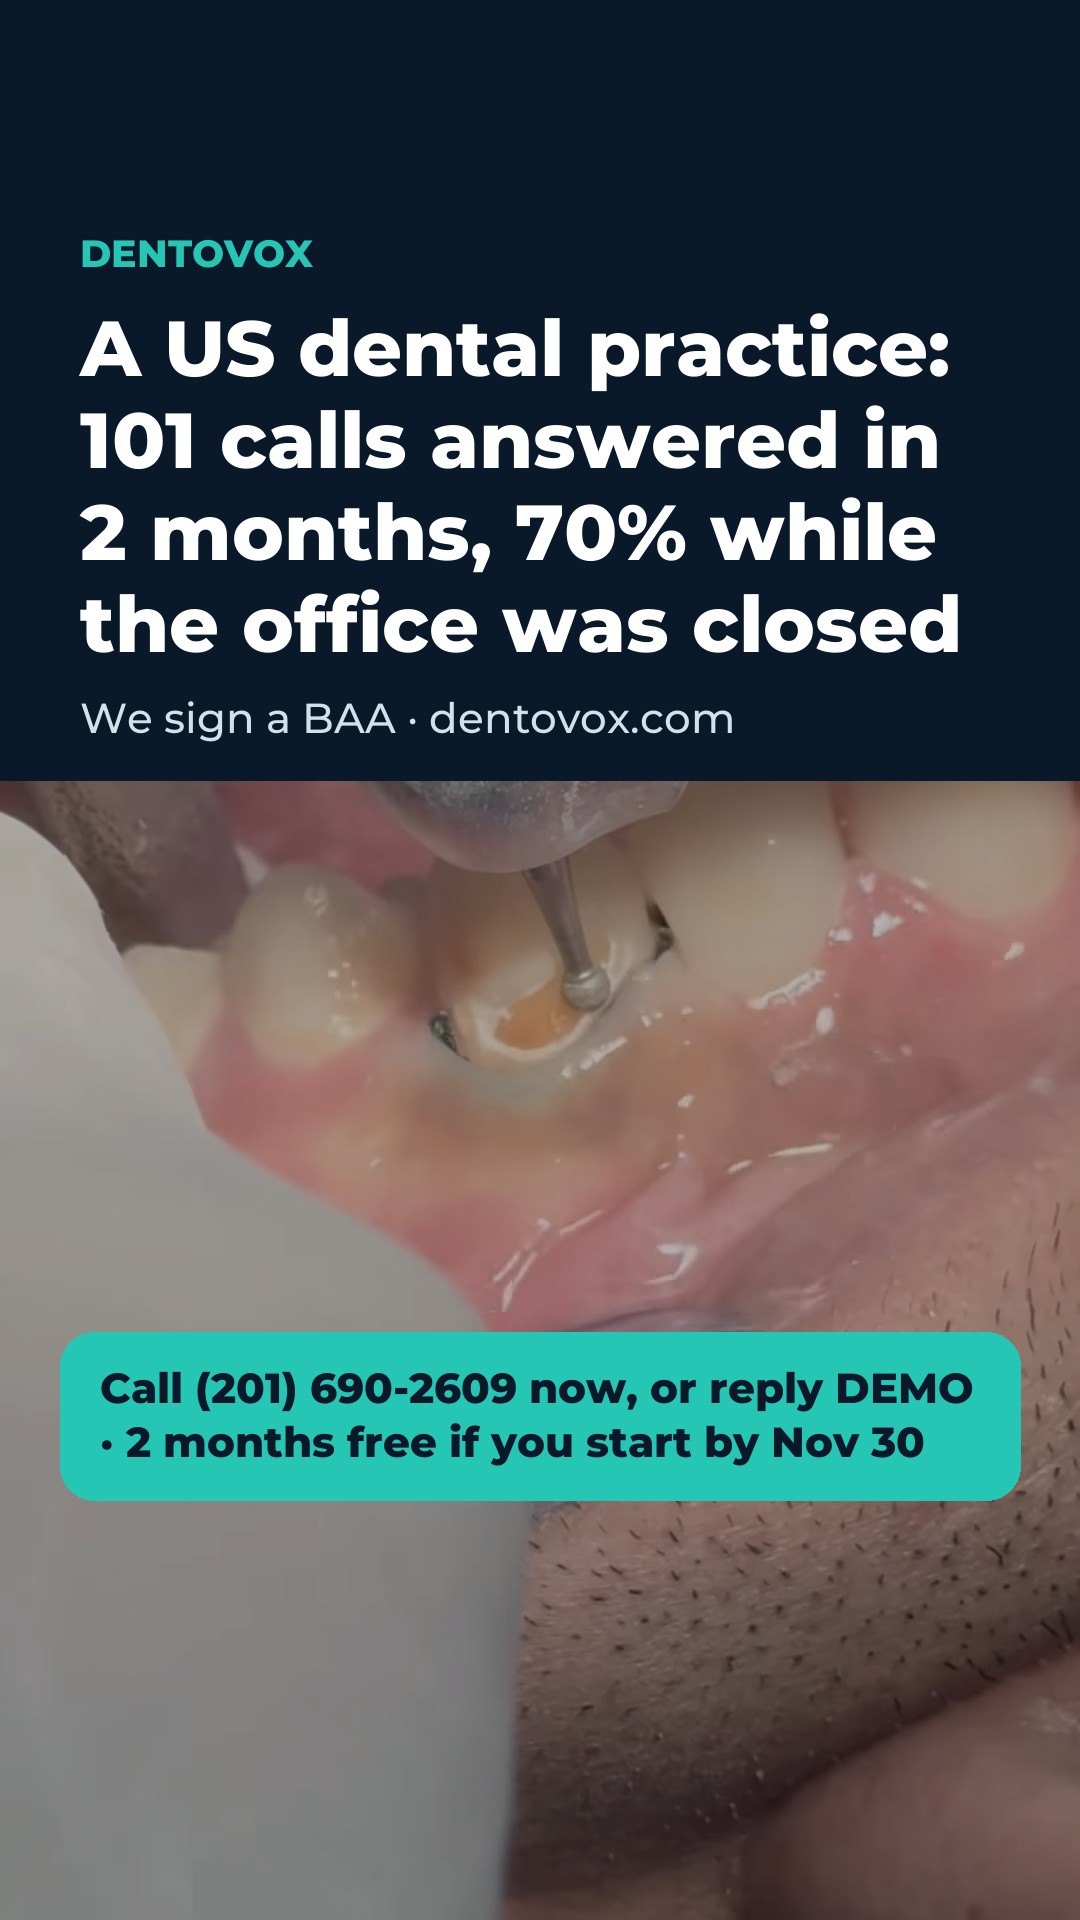 DENTOVOX
A US dental practice:
101 calls answered in
2 months, 70% while
the office was closed
We sign a BAA · dentovox.com
Call (201) 690-2609 now, or reply DEMO
· 2 months free if you start by Nov 30